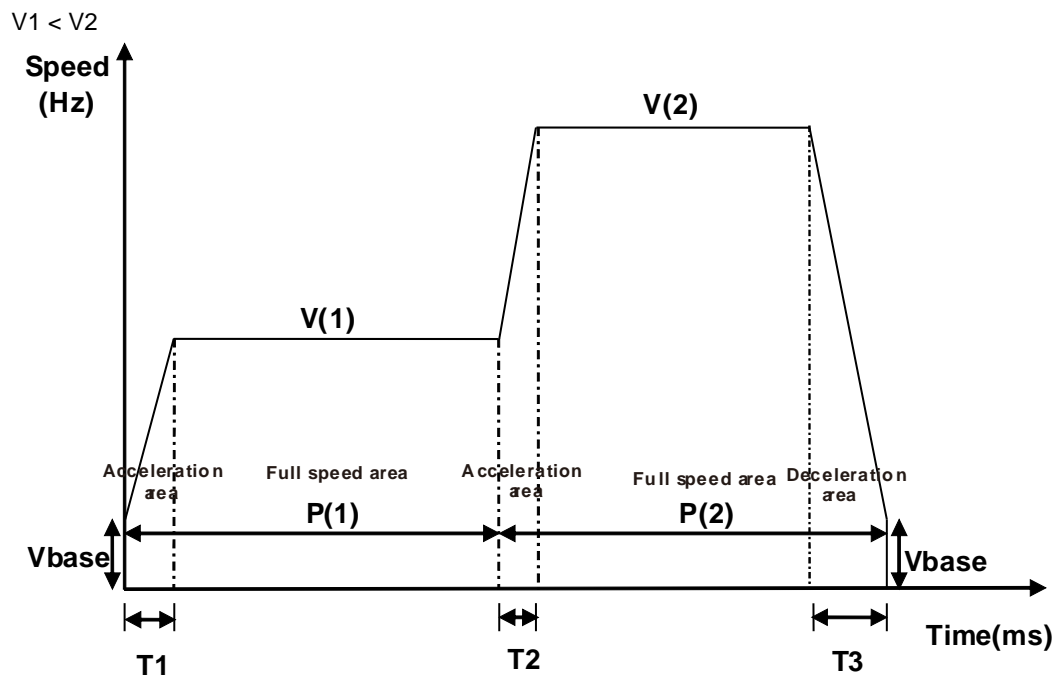 V1 < V2
Speed
(Hz)
V(2)
V(1)
Acceleration
area
Full speed area
Acceleration
area
Full speed area
Deceleration
area
P(1)
P(2)
Vbase
Vbase
T1
T2
T3
Time(ms)